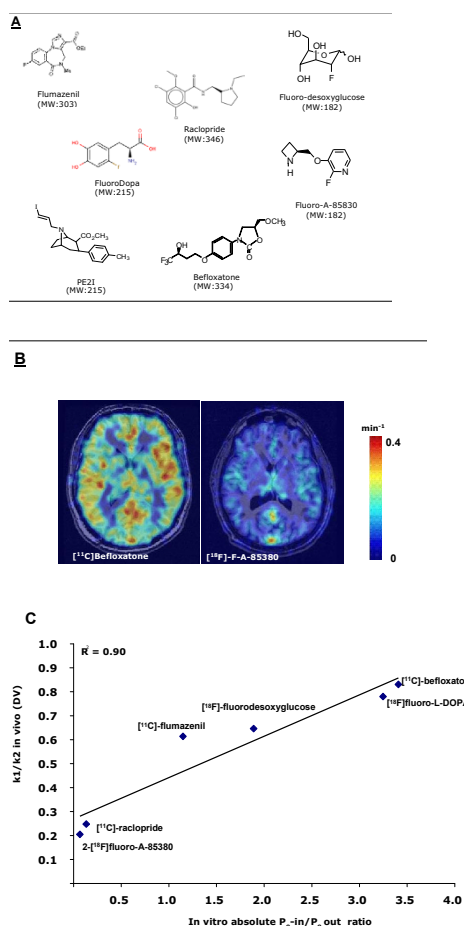 A
Flumazenil
(MW:303)
Raclopride
(MW:346)
Fluoro-desoxyglucose
(MW:182)
FluoroDopa
(MW:215)
Fluoro-A-85830
(MW:182)
PE2I
(MW:215)
Befloxatone
(MW:334)
B
[¹¹C]Befloxatone
[¹⁸F]-F-A-85380
min⁻¹
0.4
0
C
R² = 0.90
k1/k2 in vivo (DV)
1.0
0.9
0.8
0.7
0.6
0.5
0.4
0.3
0.2
0.1
[¹¹C]-befloxato
[¹⁸F]fluoro-L-DOPA
[¹⁸F]-fluorodesoxyglucose
[¹¹C]-flumazenil
[¹¹C]-raclopride
2-[¹⁸F]fluoro-A-85380
0.5 1.0 1.5 2.0 2.5 3.0 3.5 4.0
In vitro absolute Pₑ-in/Pₑ out ratio